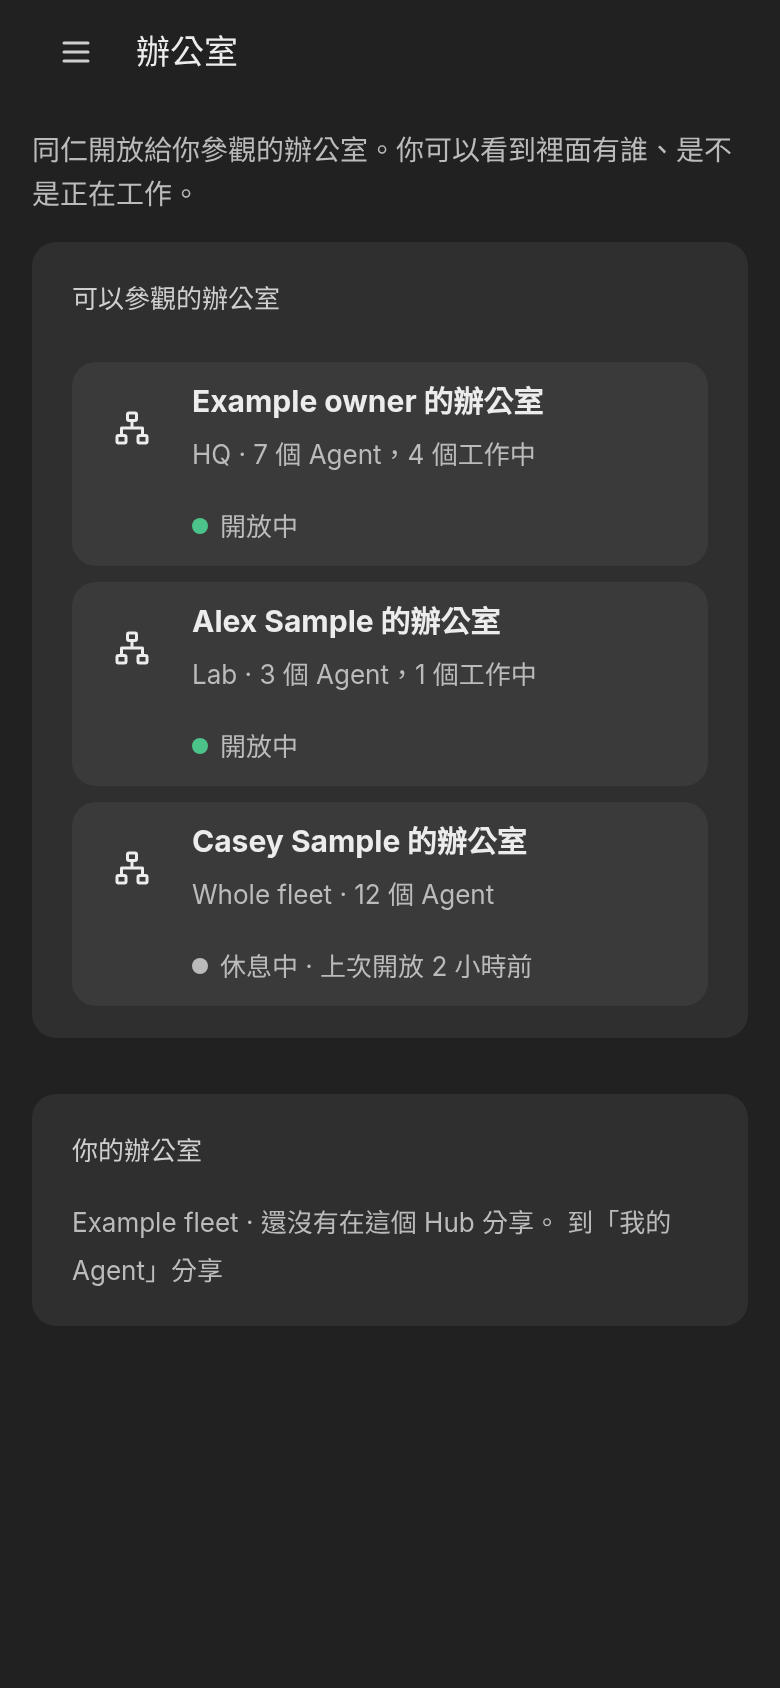 辦公室
同仁開放給你參觀的辦公室。你可以看到裡面有誰、是不
是正在工作。
可以參觀的辦公室
Example owner 的辦公室
HQ · 7 個 Agent，4 個工作中
開放中
Alex Sample 的辦公室
Lab · 3 個 Agent，1 個工作中
開放中
Casey Sample 的辦公室
Whole fleet · 12 個 Agent
休息中 · 上次開放 2 小時前
你的辦公室
Example fleet · 還沒有在這個 Hub 分享。 到「我的
Agent」分享